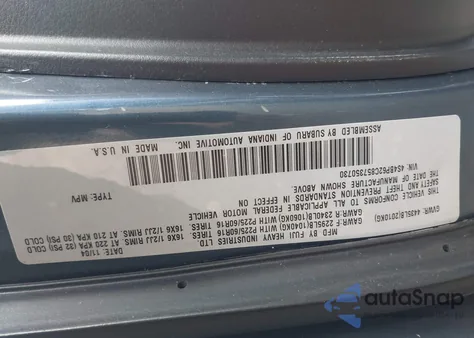 MFD. BY FUJI HEAVY INDUSTRIES LTD.
DATE: 11/04
GVWR: 4435LB(2010KG)
GAWR:F 2295LB(1040KG) WITH P225/60R16 TIRES, 16X6 1/2JJ RIMS, AT 220 KPA (32 PSI) COLD
GAWR:R 2340LB(1060KG) WITH P225/60R16 TIRES, 16X6 1/2JJ RIMS, AT 210 KPA (30 PSI) COLD
THIS VEHICLE CONFORMS TO ALL APPLICABLE FEDERAL MOTOR VEHICLE
SAFETY AND THEFT PREVENTION STANDARDS IN EFFECT ON
THE DATE OF MANUFACTURE SHOWN ABOVE.
VIN: 4S4BP62C857350730 TYPE: MPV
ASSEMBLED BY SUBARU OF INDIANA AUTOMOTIVE INC. MADE IN U.S.A.
autoSnap